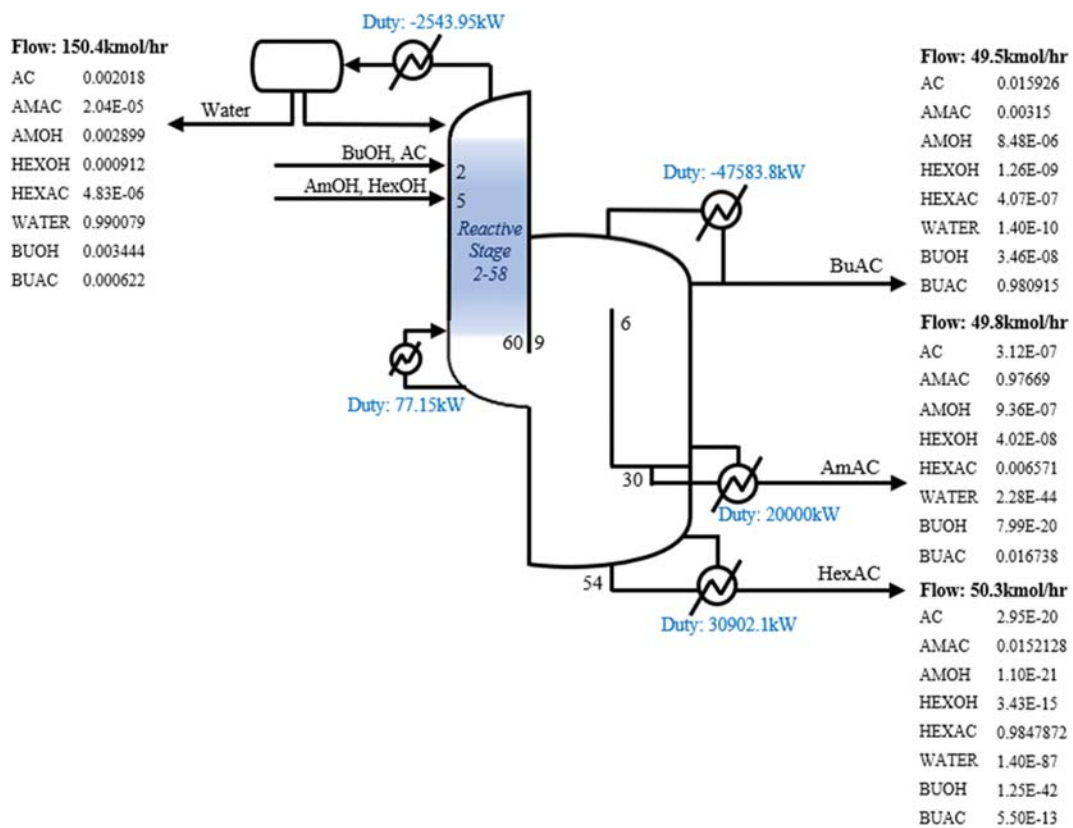 Duty: -2543.95kW
Flow: 150.4kmol/hr
AC 0.002018
AMAC 2.04E-05
AMOH 0.002899
HEXOH 0.000912
HEXAC 4.83E-06
WATER 0.990079
BUOH 0.003444
BUAC 0.000622
Water
BuOH, AC
2
AmOH, HexOH
5
Reactive
Stage
2-58
60
9
Duty: 77.15kW
Duty: -47583.8kW
BuAC
6
30
AmAC
Duty: 20000kW
54
HexAC
Duty: 30902.1kW
Flow: 49.5kmol/hr
AC 0.015926
AMAC 0.00315
AMOH 8.48E-06
HEXOH 1.26E-09
HEXAC 4.07E-07
WATER 1.40E-10
BUOH 3.46E-08
BUAC 0.980915
Flow: 49.8kmol/hr
AC 3.12E-07
AMAC 0.97669
AMOH 9.36E-07
HEXOH 4.02E-08
HEXAC 0.006571
WATER 2.28E-44
BUOH 7.99E-20
BUAC 0.016738
Flow: 50.3kmol/hr
AC 2.95E-20
AMAC 0.0152128
AMOH 1.10E-21
HEXOH 3.43E-15
HEXAC 0.9847872
WATER 1.40E-87
BUOH 1.25E-42
BUAC 5.50E-13